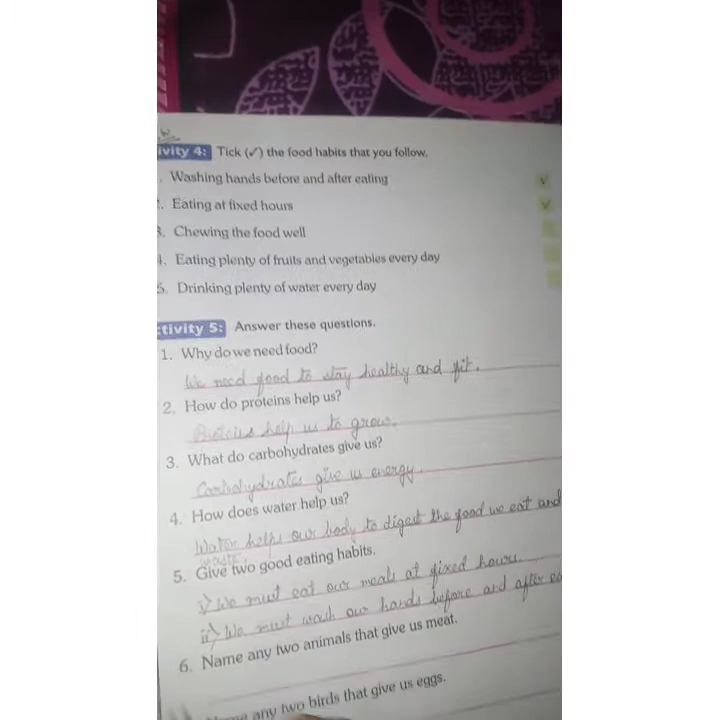 ivity 4: Tick (✓) the food habits that you follow.
. Washing hands before and after eating ✓
. Eating at fixed hours ✓
3. Chewing the food well
4. Eating plenty of fruits and vegetables every day
5. Drinking plenty of water every day
ctivity 5: Answer these questions.
1. Why do we need food?
We need food to stay healthy and fit.
2. How do proteins help us?
Proteins help us to grow.
3. What do carbohydrates give us?
Carbohydrates give us energy.
4. How does water help us?
Water helps our body to digest the food we eat and
5. Give two good eating habits.
i) We must eat our meals at fixed hours.
ii) We must wash our hands before and after ea
6. Name any two animals that give us meat.
any two birds that give us eggs.